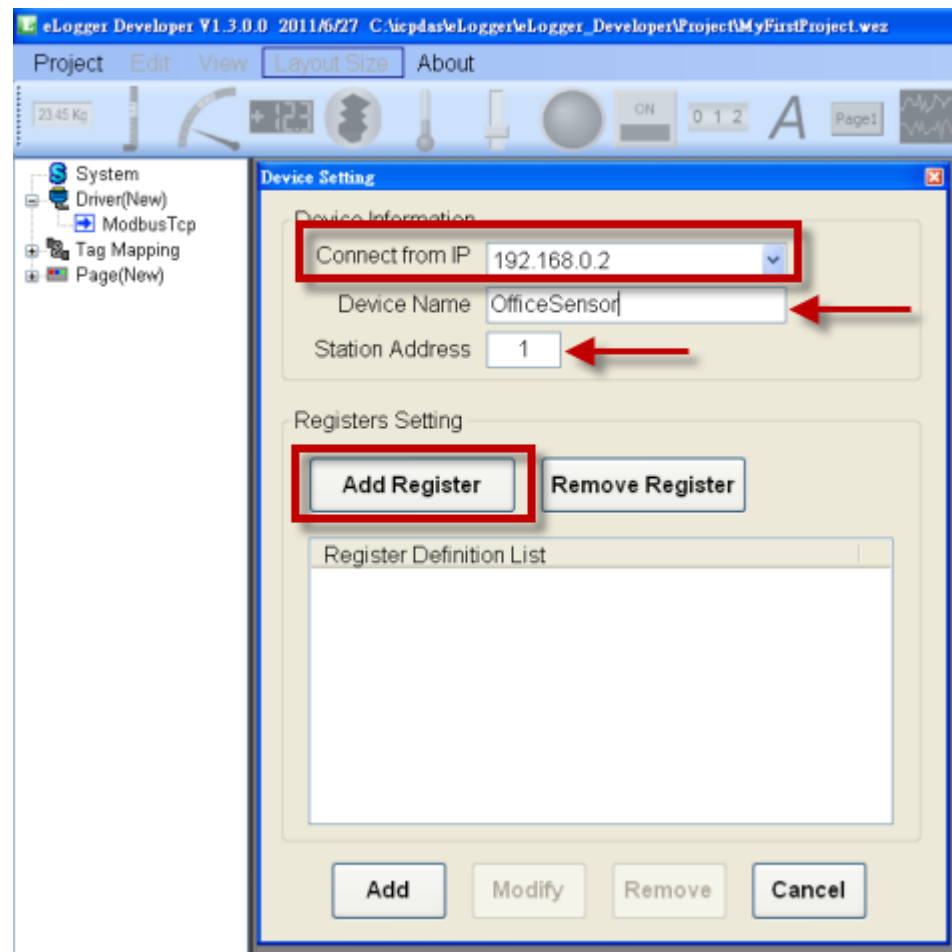 eLogger Developer V1.3.0.0 2011/6/27 C:\icpdas\eLogger\eLogger_Developer\Project\MyFirstProject.wez
Project Edit View Layout Size About
23.45 Kg +12.3 ON 0 1 2 A Page1
System
Driver(New)
ModbusTcp
Tag Mapping
Page(New)
Device Setting
Device Information
Connect from IP 192.168.0.2
Device Name OfficeSensor
Station Address 1
Registers Setting
Add Register Remove Register
Register Definition List
Add Modify Remove Cancel